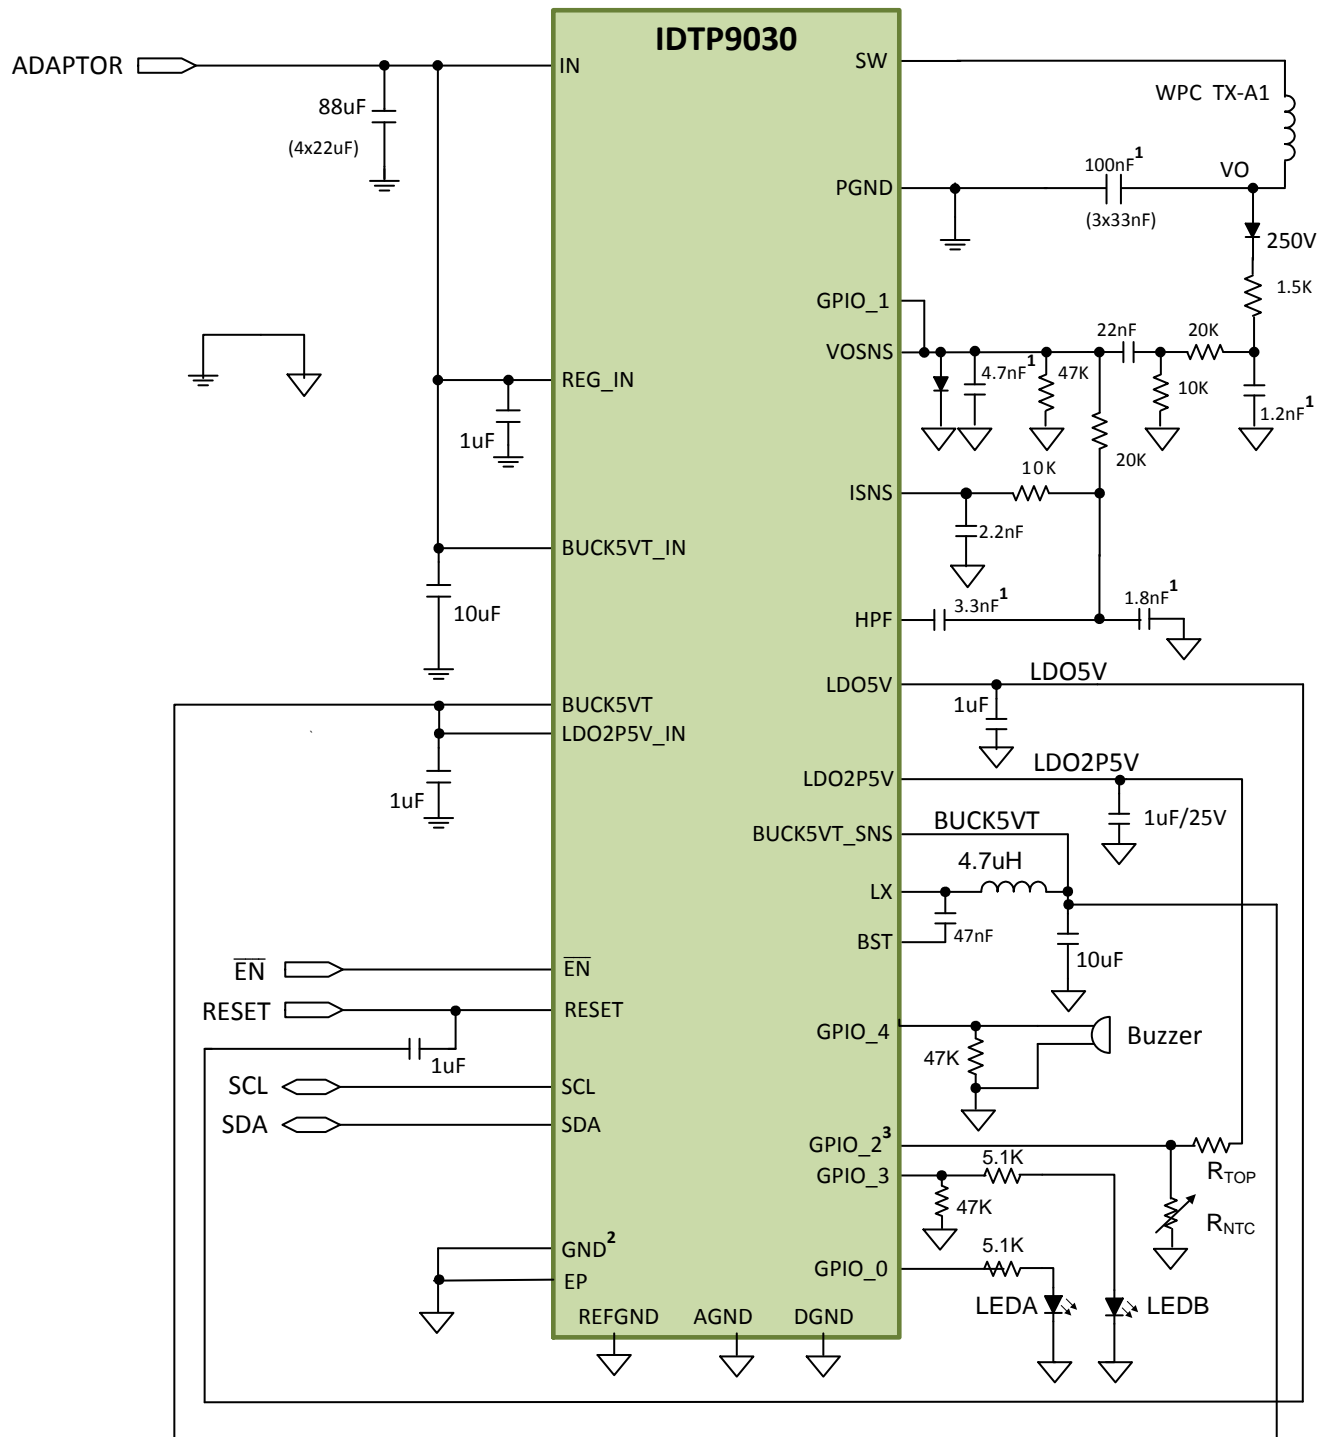 IDTP9030
ADAPTOR
IN
SW
88uF
(4x22uF)
WPC TX-A1
100nF1
VO
PGND
(3x33nF)
250V
1.5K
GPIO_1
22nF
20K
VOSNS
4.7nF1
47K
10K
1.2nF1
REG_IN
1uF
20K
10K
ISNS
2.2nF
BUCK5VT_IN
10uF
3.3nF1
1.8nF1
HPF
LDO5V
LDO5V
1uF
BUCK5VT
LDO2P5V_IN
1uF
LDO2P5V
LDO2P5V
1uF/25V
BUCK5VT_SNS
BUCK5VT
4.7uH
LX
47nF
BST
10uF
EN
EN
RESET
RESET
1uF
GPIO_4
47K
Buzzer
SCL
SCL
SDA
SDA
GPIO_23
RTOP
GPIO_3
5.1K
47K
RNTC
GND2
EP
GPIO_0
5.1K
LEDA
LEDB
REFGND
AGND
DGND